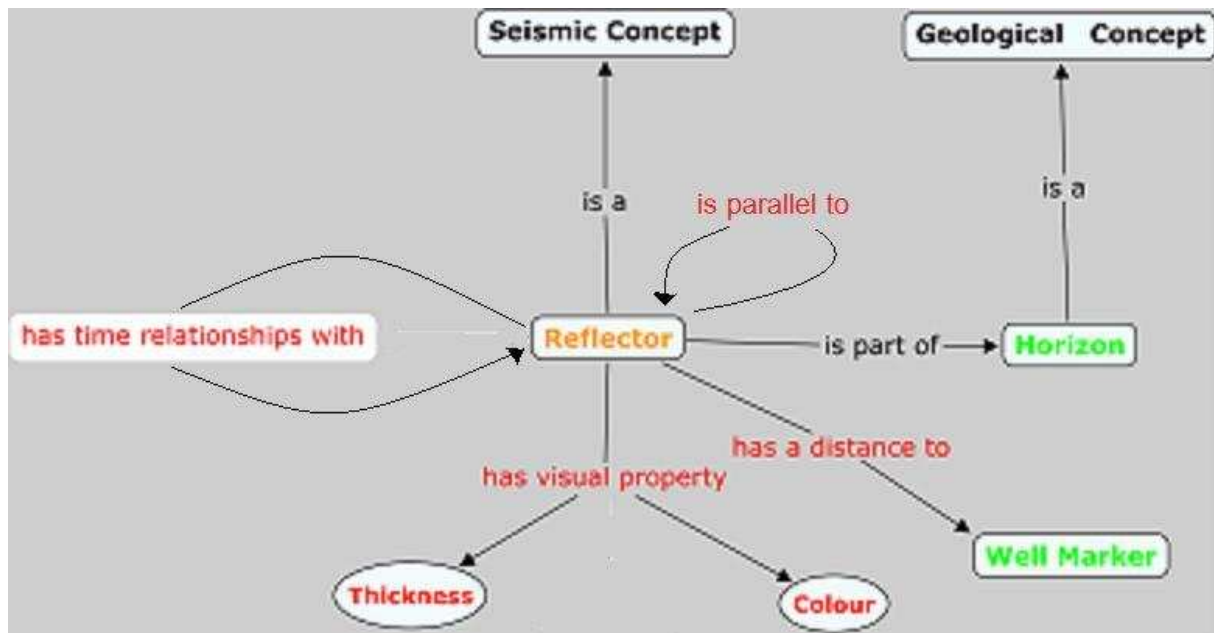 Seismic Concept
Geological Concept
is a
is a
is parallel to
has time relationships with
Reflector
is part of
Horizon
has a distance to
has visual property
Well Marker
Thickness
Colour